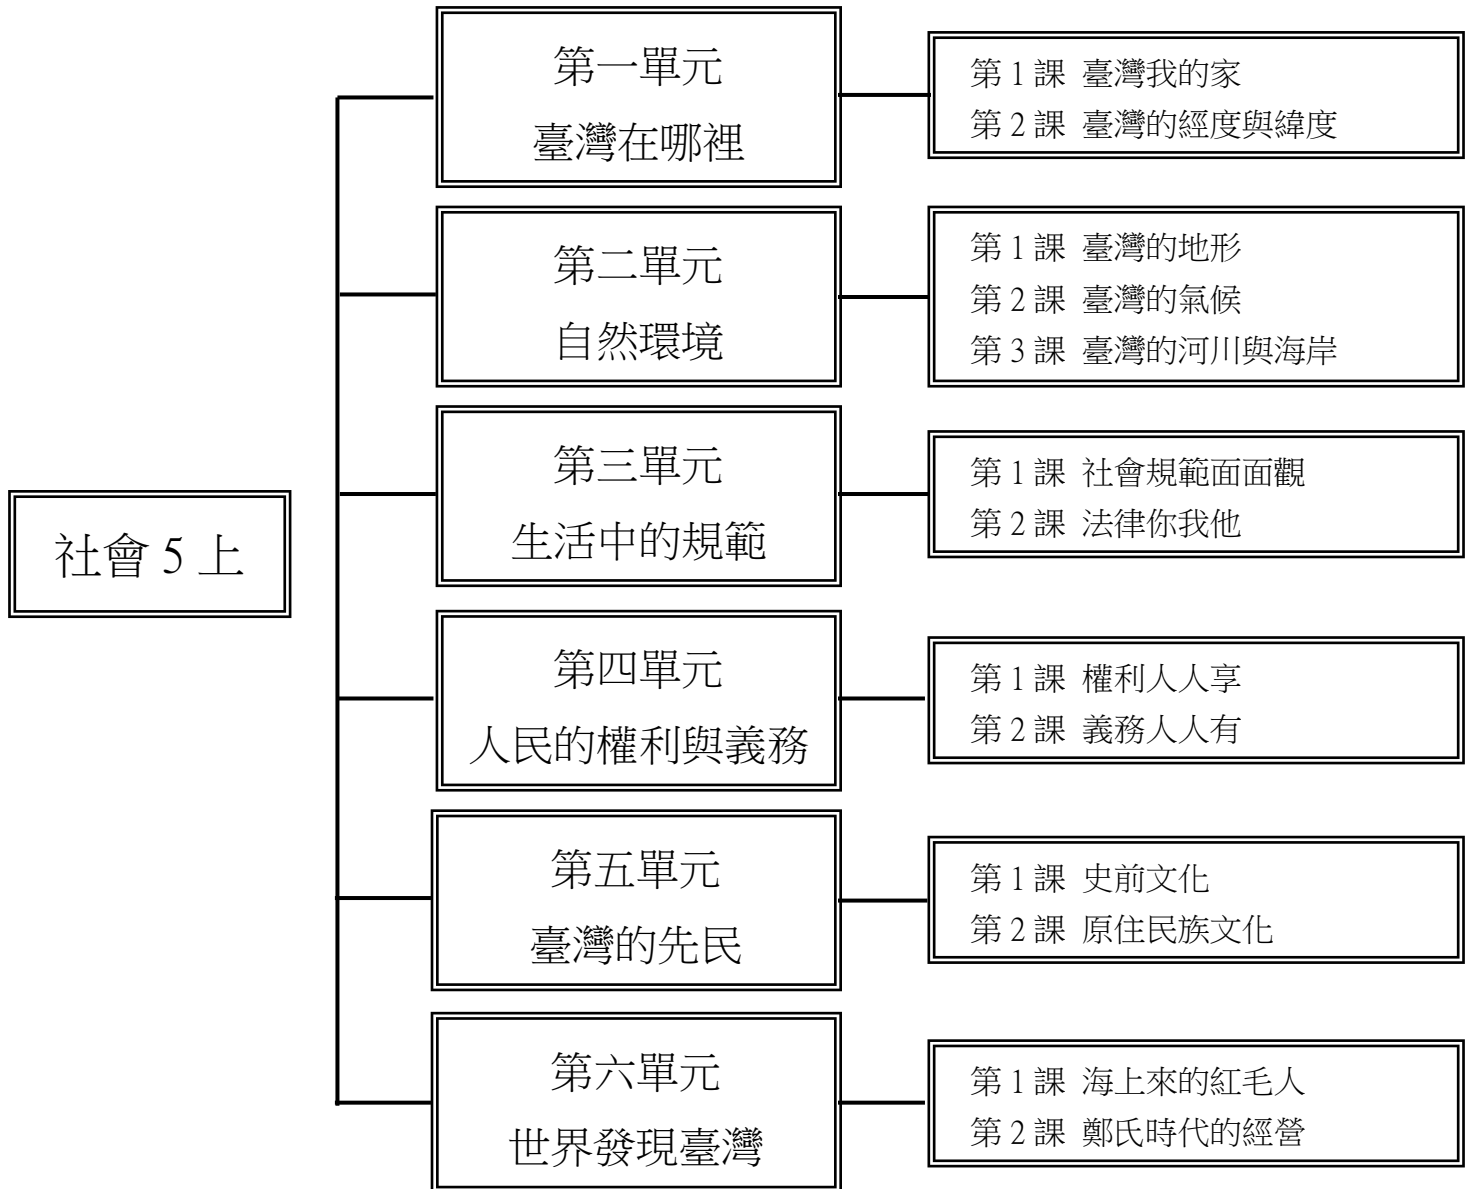 社會 5 上
第一單元
臺灣在哪裡
第 1 課 臺灣我的家
第 2 課 臺灣的經度與緯度
第二單元
自然環境
第 1 課 臺灣的地形
第 2 課 臺灣的氣候
第 3 課 臺灣的河川與海岸
第三單元
生活中的規範
第 1 課 社會規範面面觀
第 2 課 法律你我他
第四單元
人民的權利與義務
第 1 課 權利人人享
第 2 課 義務人人有
第五單元
臺灣的先民
第 1 課 史前文化
第 2 課 原住民族文化
第六單元
世界發現臺灣
第 1 課 海上來的紅毛人
第 2 課 鄭氏時代的經營